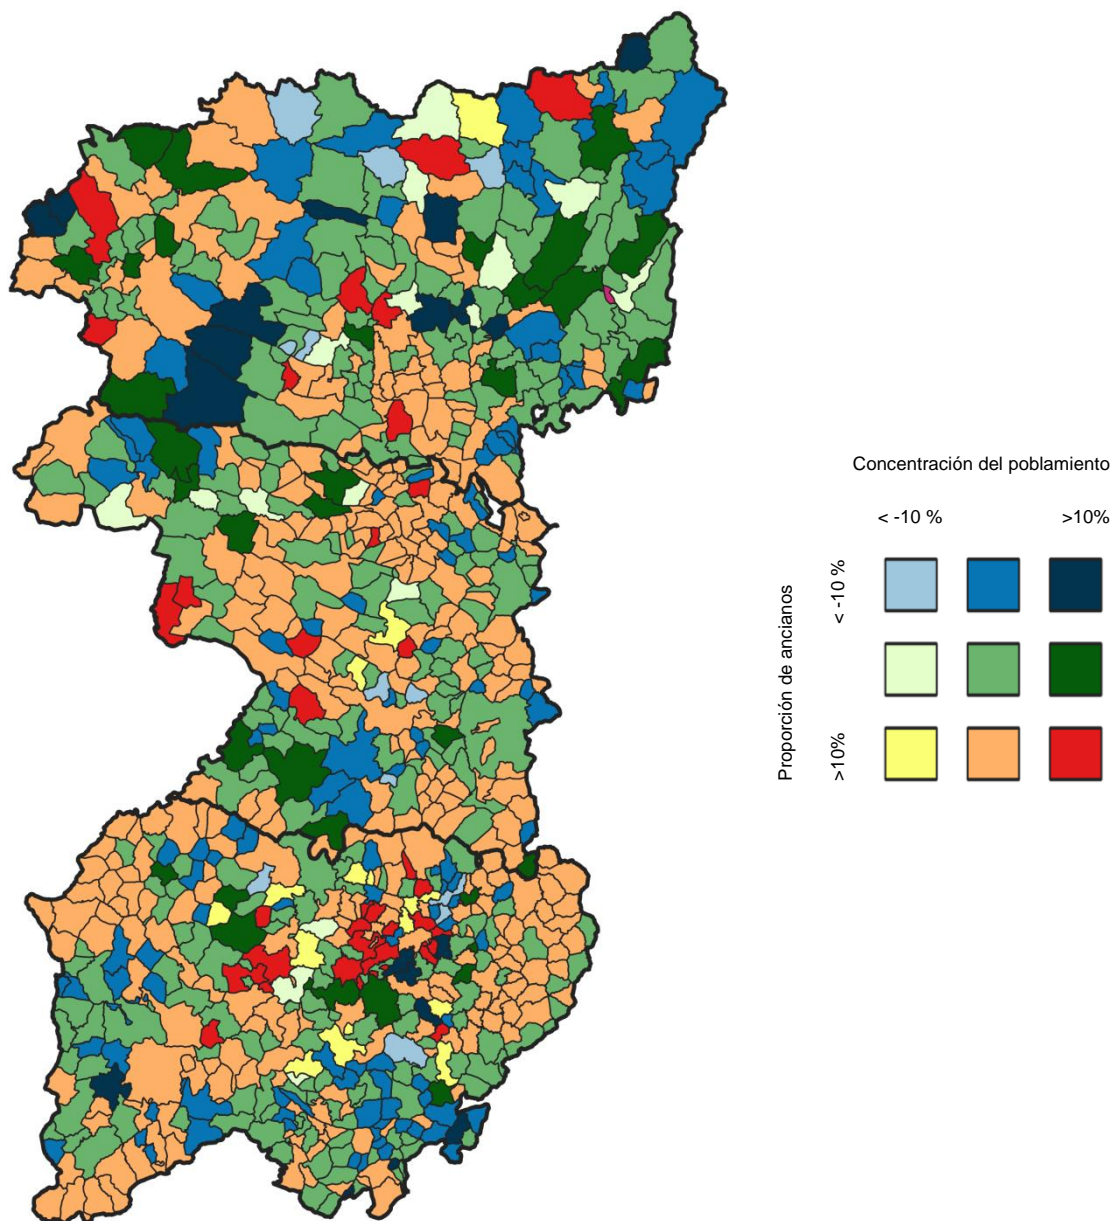 Concentración del poblamiento
< -10 % >10%
Proporción de ancianos
< -10 %
>10%